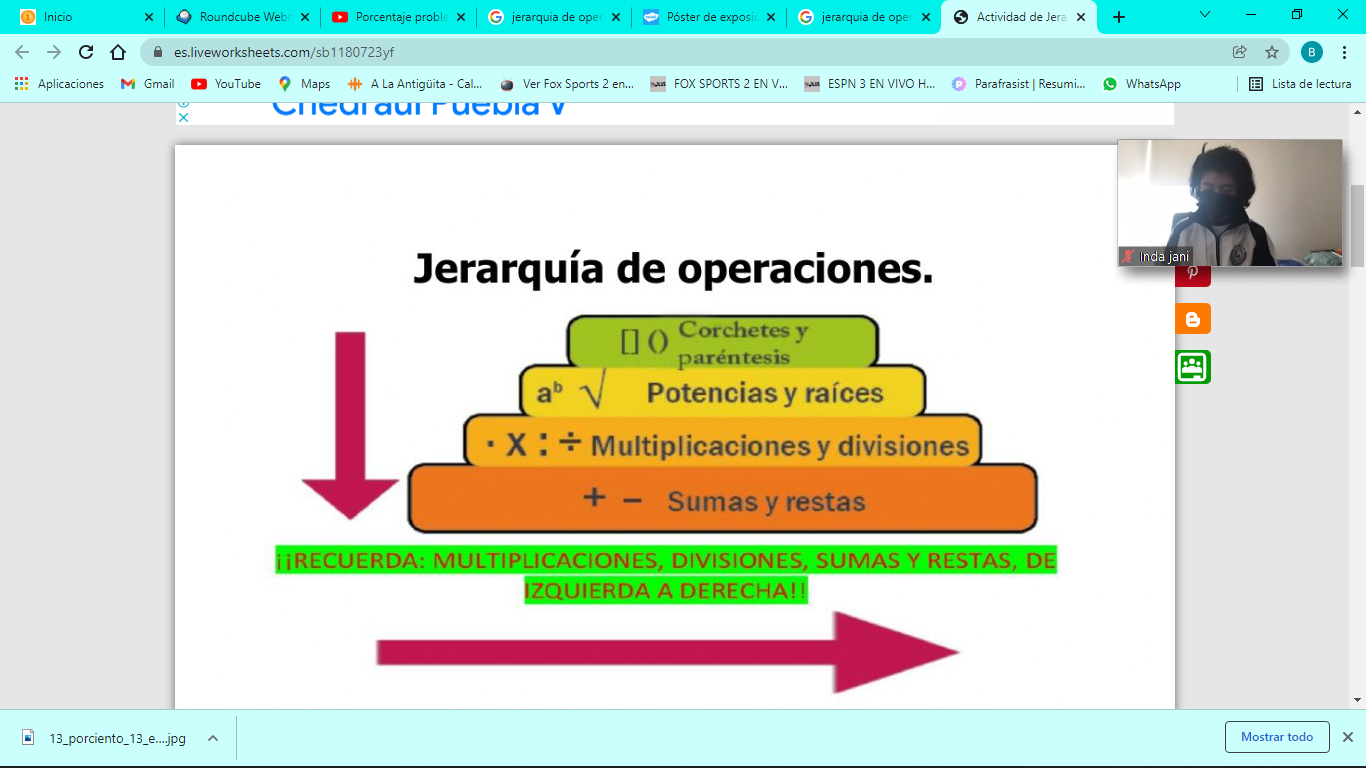 Inicio
Roundcube Webm
Porcentaje proble
jerarquia de oper
Póster de exposic
jerarquia de oper
Actividad de Jera
es.liveworksheets.com/sb1180723yf
B
Aplicaciones
Gmail
YouTube
Maps
A La Antigüita - Cal...
Ver Fox Sports 2 en...
FOX SPORTS 2 EN V...
ESPN 3 EN VIVO H...
Parafrasist | Resumi...
WhatsApp
Lista de lectura
Chedraui Puebla V
Inda jani
Jerarquía de operaciones.
[] () Corchetes y
paréntesis
aᵇ √ Potencias y raíces
· X : ÷ Multiplicaciones y divisiones
+ − Sumas y restas
¡¡RECUERDA: MULTIPLICACIONES, DIVISIONES, SUMAS Y RESTAS, DE
IZQUIERDA A DERECHA!!
13_porciento_13_e....jpg
Mostrar todo